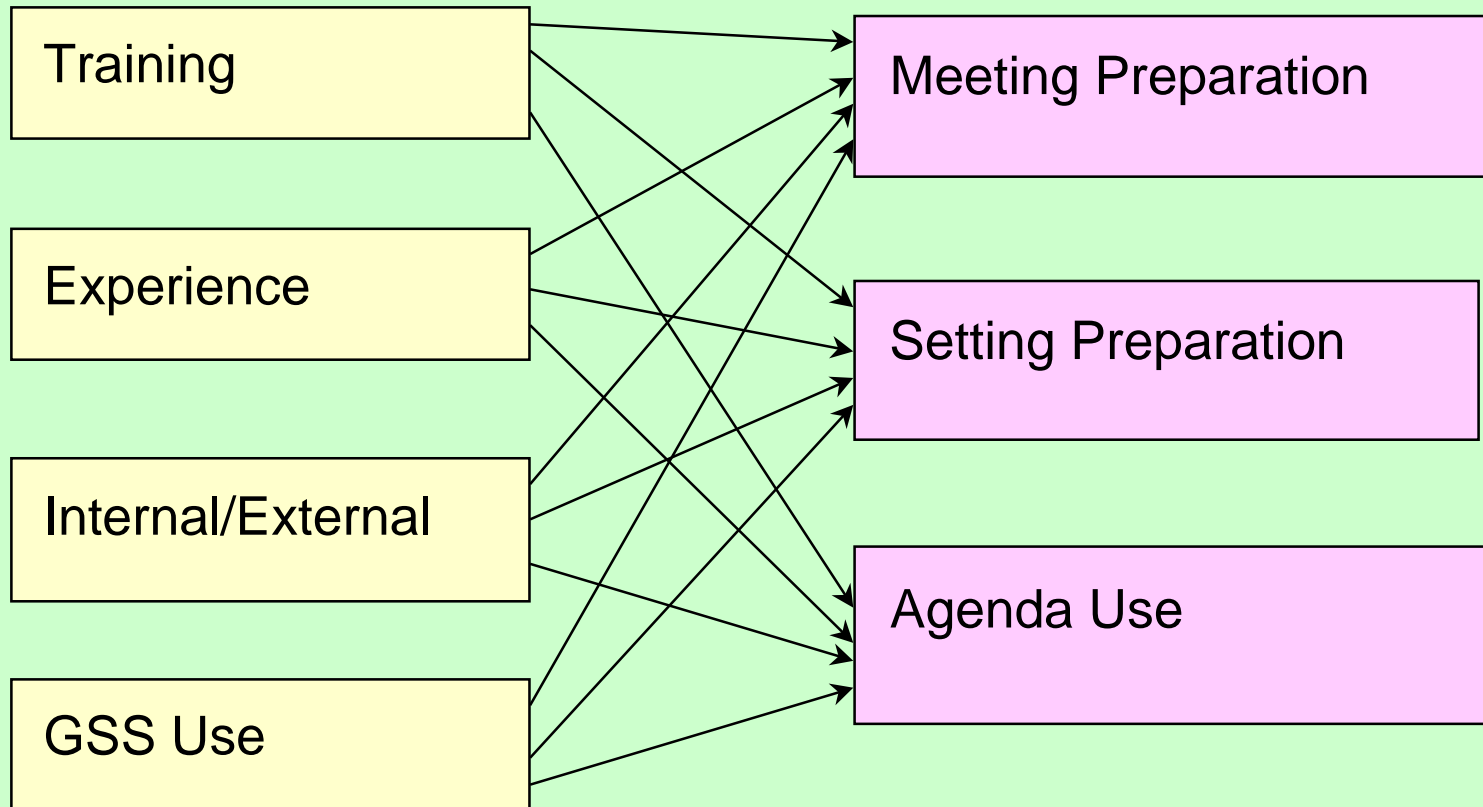 Training
Experience
Internal/External
GSS Use
Meeting Preparation
Setting Preparation
Agenda Use